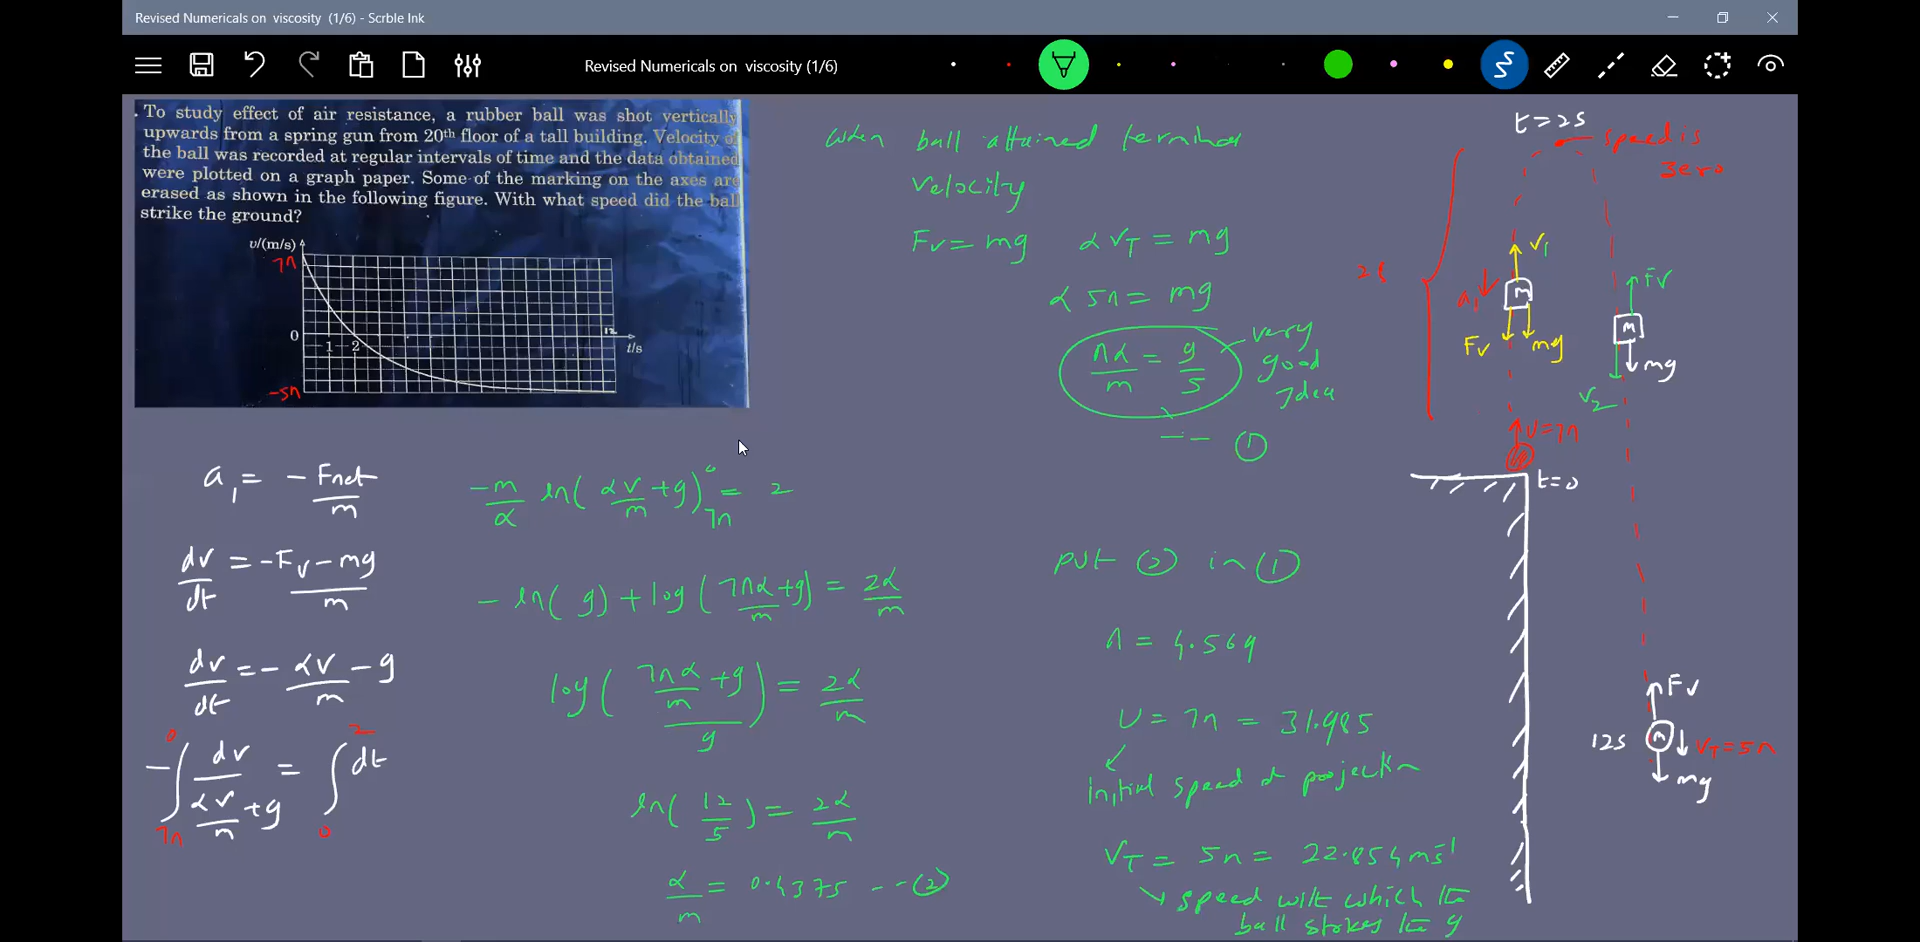 Revised Numericals on viscosity (1/6) - Scrble Ink
Revised Numericals on viscosity (1/6)
. To study effect of air resistance, a rubber ball was shot vertically
upwards from a spring gun from 20th floor of a tall building. Velocity of
the ball was recorded at regular intervals of time and the data obtained
were plotted on a graph paper. Some of the marking on the axes are
erased as shown in the following figure. With what speed did the ball
strike the ground?
v/(m/s)
7n
0
1 2
12
t/s
-5n
a₁ = - Fnet/m
dv/dt = -Fv - mg/m
dv/dt = - αv/m - g
- ∫ 7n 0 dv/(αv/m + g) = ∫ 0 2 dt
-m/α ln( αv/m + g) 0 7n = 2
- ln( g) + log( 7nα/m + g) = 2α/m
log( (7nα/m + g)/g ) = 2α/m
ln( 12/5 ) = 2α/m
α/m = 0.4375 - - (2)
when ball attained terminal
velocity
Fv = mg αvT = mg
α 5n = mg
nα/m = g/5
very
good
idea
- - (1)
put (2) in (1)
n = 4.569
U = 7n = 31.985
initial speed of projection
VT = 5n = 22.854 ms⁻¹
speed with which the
ball strikes the g
t = 2s
speed is
zero
v₁
a₁
m
Fv
mg
Fv
m
mg
v₂
U = 7n
t = 0
Fv
12s
m
VT = 5n
mg